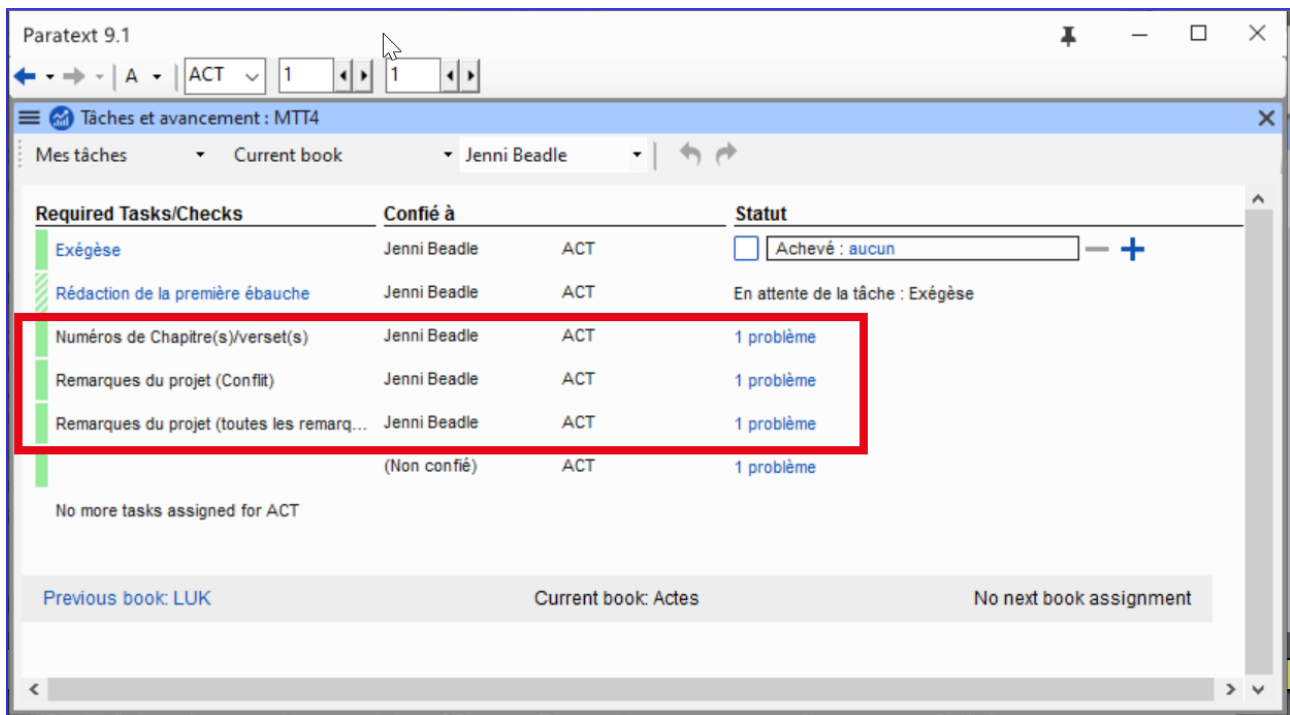 Paratext 9.1
A ACT 1 1
Tâches et avancement : MTT4
Mes tâches Current book Jenni Beadle
Required Tasks/Checks Confié à Statut
Exégèse Jenni Beadle ACT Achevé : aucun
Rédaction de la première ébauche Jenni Beadle ACT En attente de la tâche : Exégèse
Numéros de Chapitre(s)/verset(s) Jenni Beadle ACT 1 problème
Remarques du projet (Conflit) Jenni Beadle ACT 1 problème
Remarques du projet (toutes les remarq... Jenni Beadle ACT 1 problème
(Non confié) ACT 1 problème
No more tasks assigned for ACT
Previous book: LUK Current book: Actes No next book assignment